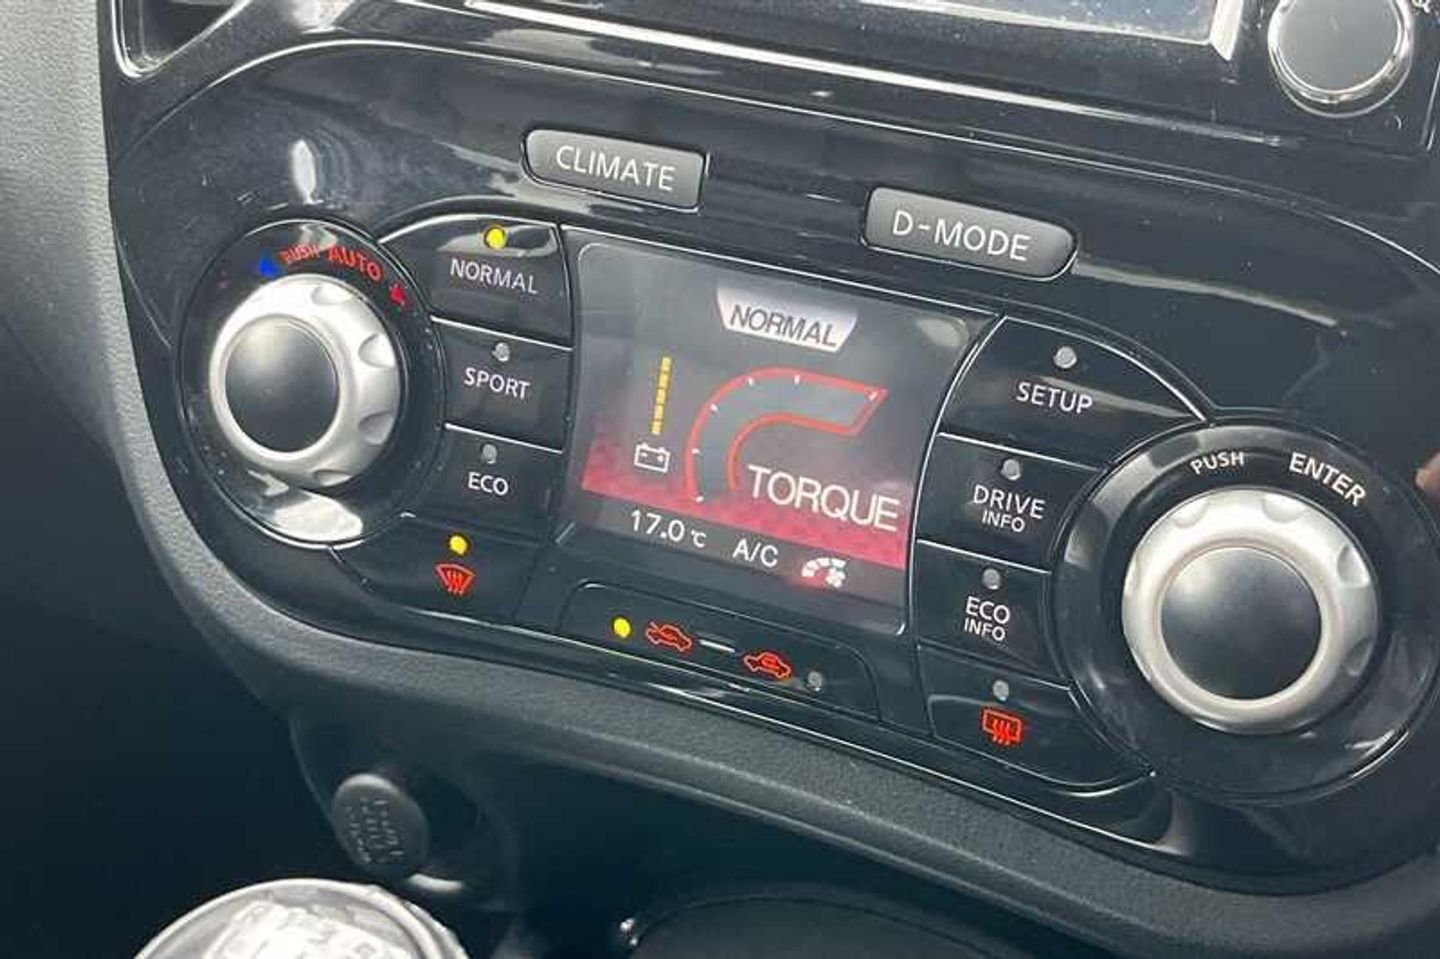 CLIMATE
D-MODE
PUSH AUTO
NORMAL
SPORT
ECO
NORMAL
TORQUE
17.0 °C A/C
SETUP
DRIVE
INFO
ECO
INFO
PUSH ENTER